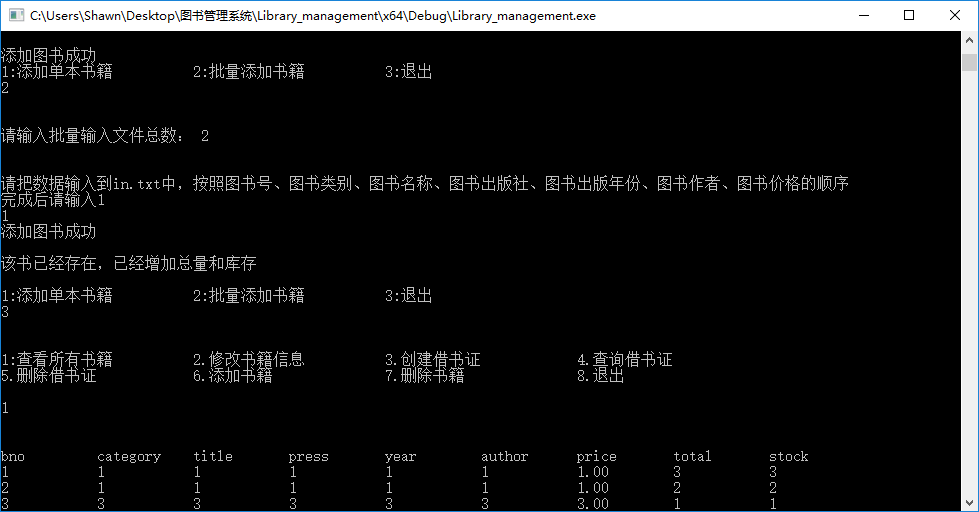 C:\Users\Shawn\Desktop\图书管理系统\Library_management\x64\Debug\Library_management.exe
添加图书成功
1:添加单本书籍 2:批量添加书籍 3:退出
2
请输入批量输入文件总数： 2
请把数据输入到in.txt中，按照图书号、图书类别、图书名称、图书出版社、图书出版年份、图书作者、图书价格的顺序
完成后请输入1
1
添加图书成功
该书已经存在，已经增加总量和库存
1:添加单本书籍 2:批量添加书籍 3:退出
3
1:查看所有书籍 2.修改书籍信息 3.创建借书证 4.查询借书证
5.删除借书证 6.添加书籍 7.删除书籍 8.退出
1
bno category title press year author price total stock
1 1 1 1 1 1 1.00 3 3
2 1 1 1 1 1 1.00 2 2
3 3 3 3 3 3 3.00 1 1